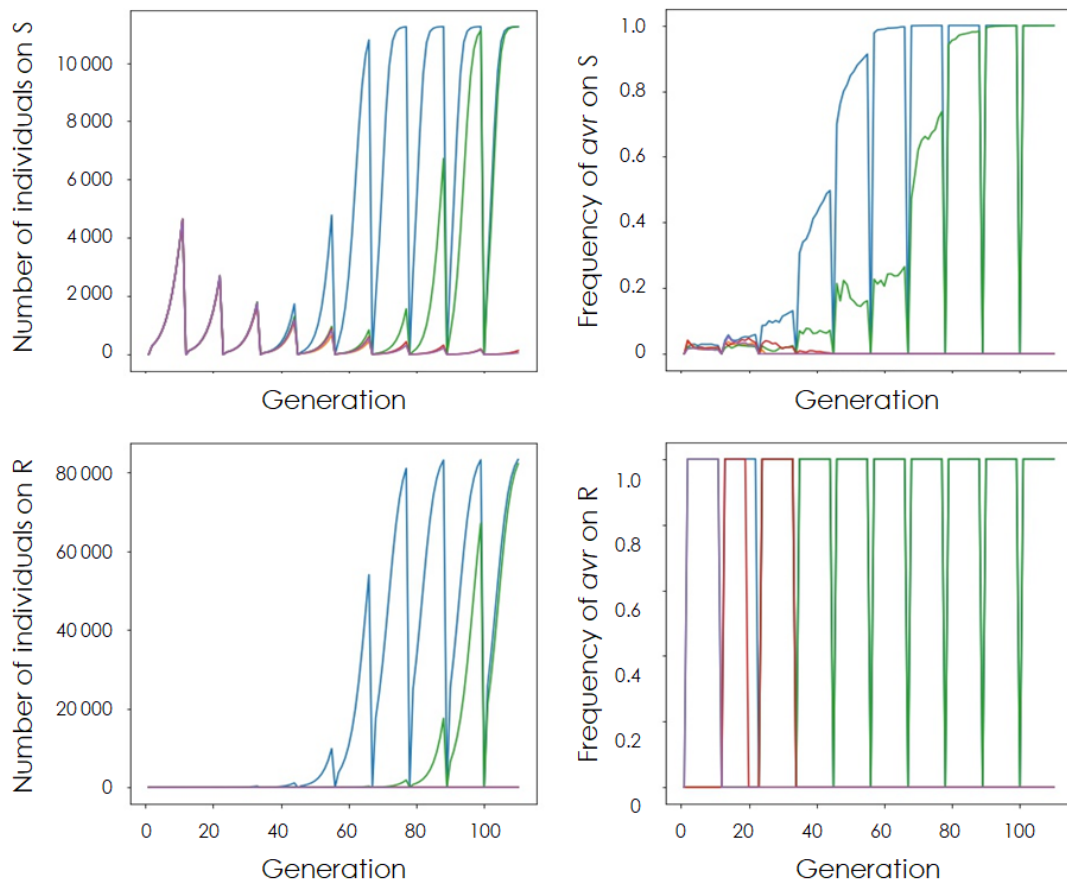 Number of individuals on S
10 000
8 000
6 000
4 000
2 000
0
Generation
Frequency of avr on S
1.0
0.8
0.6
0.4
0.2
0
Generation
Number of individuals on R
80 000
60 000
40 000
20 000
0
0 20 40 60 80 100
Generation
Frequency of avr on R
1.0
0.8
0.6
0.4
0.2
0
0 20 40 60 80 100
Generation